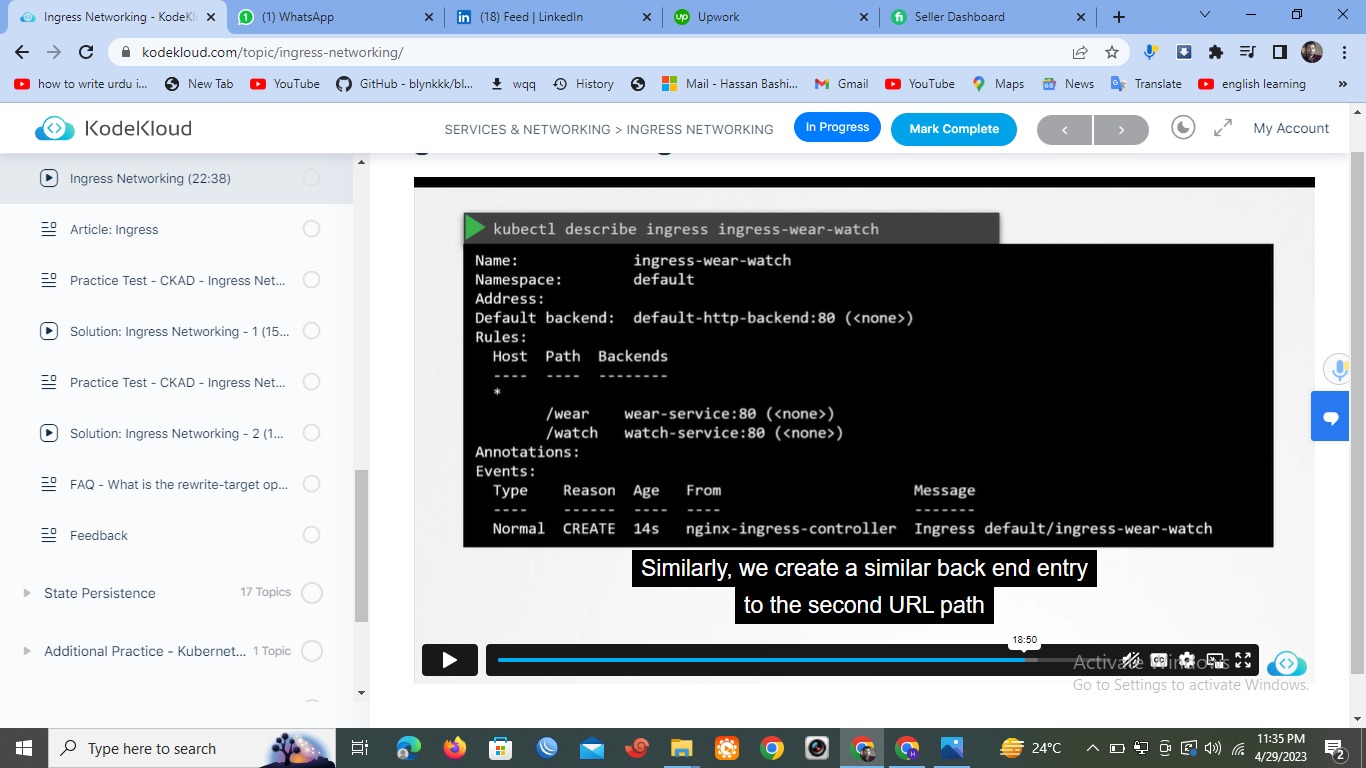 Ingress Networking - KodeKl
(1) WhatsApp
(18) Feed | LinkedIn
Upwork
Seller Dashboard
kodekloud.com/topic/ingress-networking/
how to write urdu i...
New Tab
YouTube
GitHub - blynkkk/bl...
wqq
History
Mail - Hassan Bashi...
Gmail
YouTube
Maps
News
Translate
english learning
»
KodeKloud
SERVICES & NETWORKING > INGRESS NETWORKING
In Progress
Mark Complete
My Account
Ingress Networking (22:38)
Article: Ingress
Practice Test - CKAD - Ingress Net...
Solution: Ingress Networking - 1 (15...
Practice Test - CKAD - Ingress Net...
Solution: Ingress Networking - 2 (1...
FAQ - What is the rewrite-target op...
Feedback
State Persistence 17 Topics
Additional Practice - Kubernet... 1 Topic
kubectl describe ingress ingress-wear-watch
Name: ingress-wear-watch
Namespace: default
Address:
Default backend: default-http-backend:80 (<none>)
Rules:
Host Path Backends
---- ---- --------
*
/wear wear-service:80 (<none>)
/watch watch-service:80 (<none>)
Annotations:
Events:
Type Reason Age From Message
---- ------ ---- ---- -------
Normal CREATE 14s nginx-ingress-controller Ingress default/ingress-wear-watch
Similarly, we create a similar back end entry
to the second URL path
18:50
CC
Activate Windows
Go to Settings to activate Windows.
Type here to search
24°C
11:35 PM
4/29/2023
2